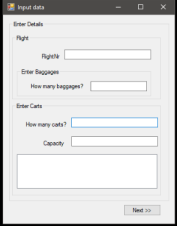 Input data
Enter Details
Flight
FlightNr
Enter Baggages
How many baggages?
Enter Carts
How many carts?
Capacity
Next >>